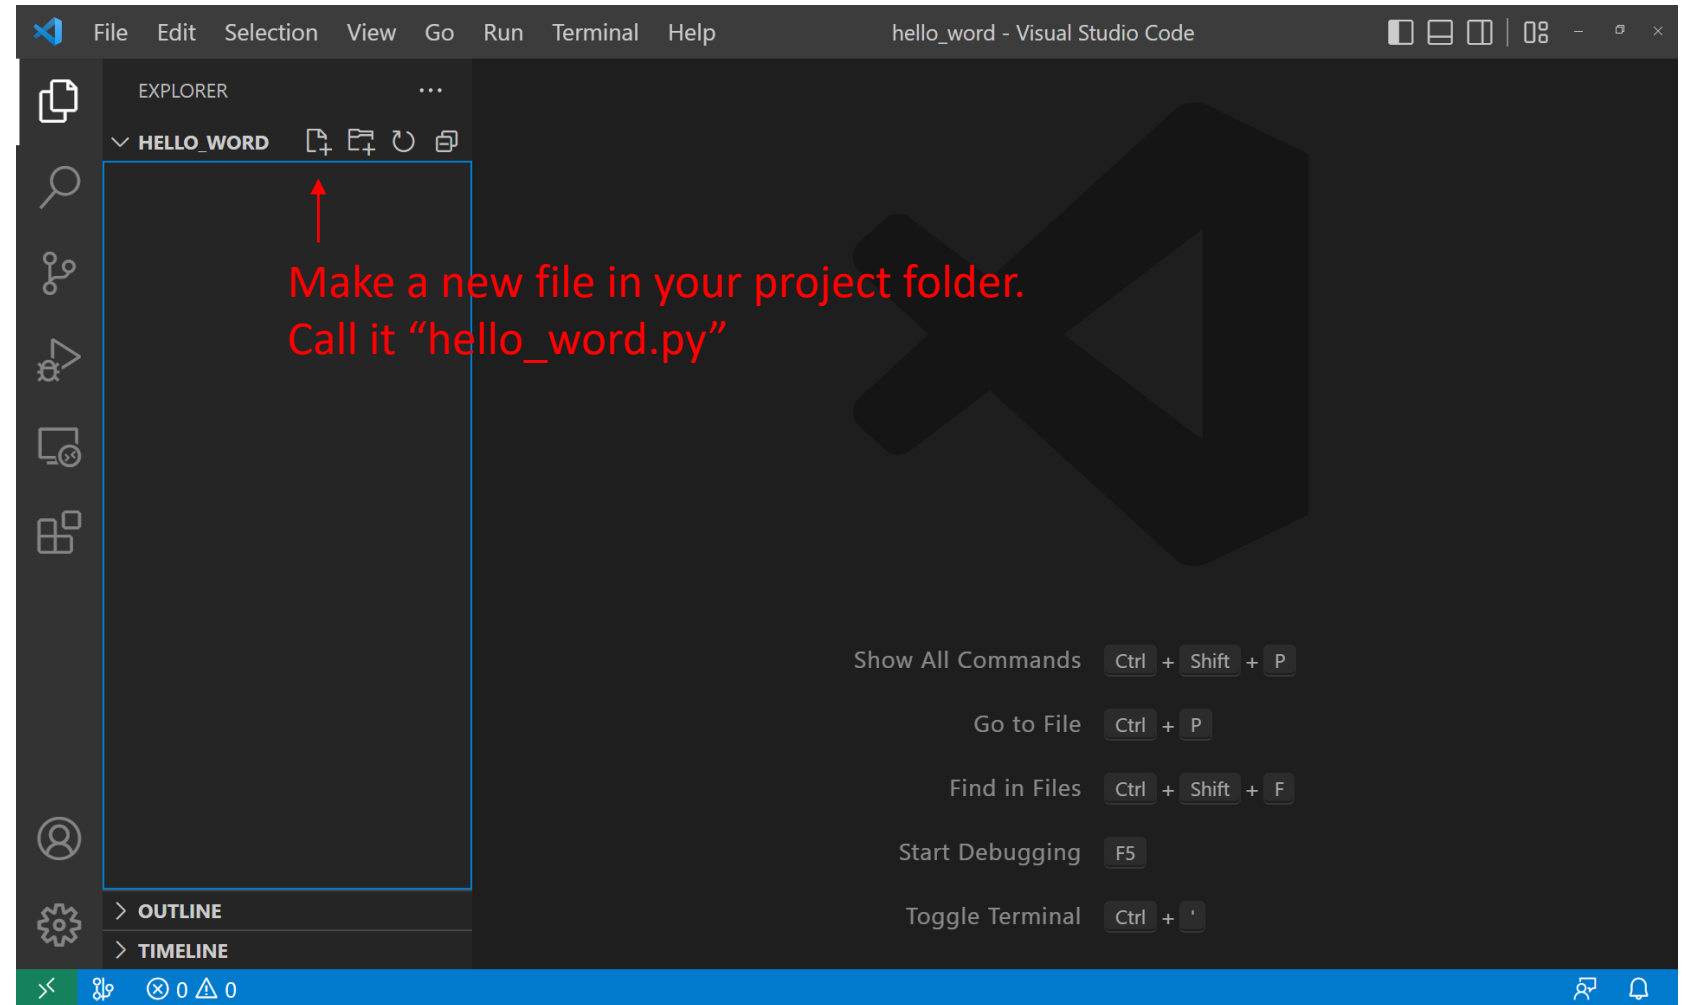 File Edit Selection View Go Run Terminal Help hello_word - Visual Studio Code
EXPLORER
HELLO_WORD
Make a new file in your project folder.
Call it “hello_word.py”
Show All Commands Ctrl + Shift + P
Go to File Ctrl + P
Find in Files Ctrl + Shift + F
Start Debugging F5
Toggle Terminal Ctrl + '
OUTLINE
TIMELINE
0 0